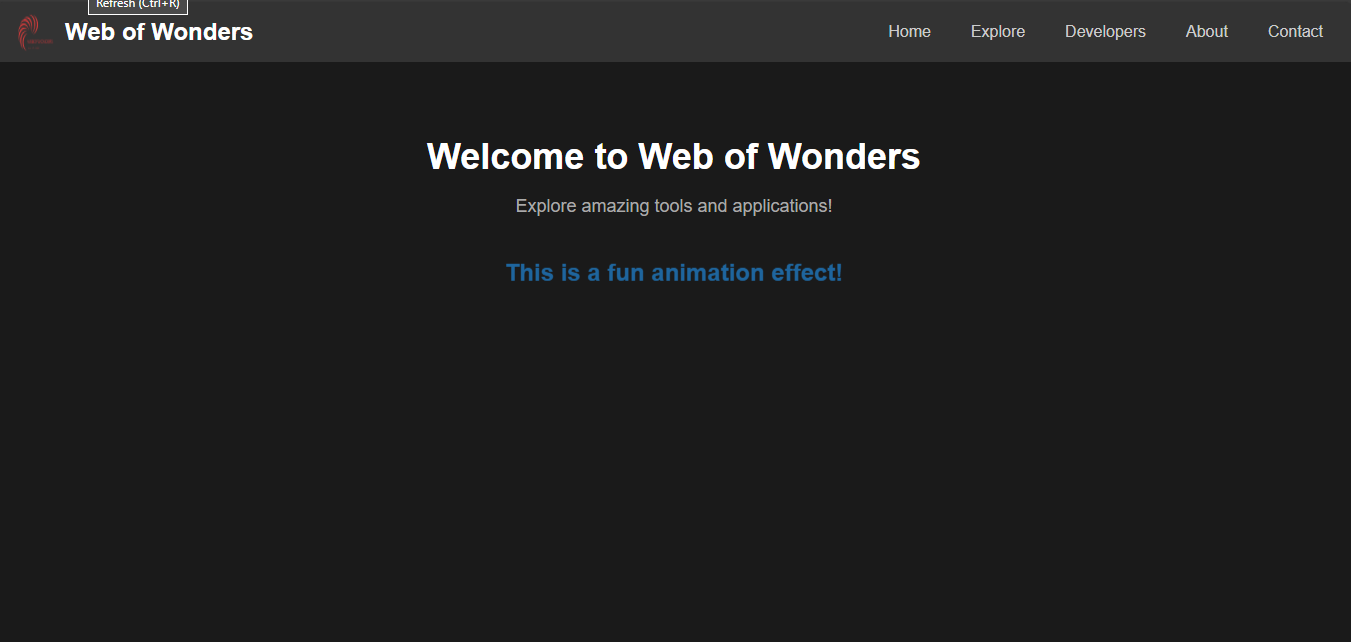 Refresh (Ctrl+R)
Web of Wonders
Home Explore Developers About Contact
Welcome to Web of Wonders
Explore amazing tools and applications!
This is a fun animation effect!